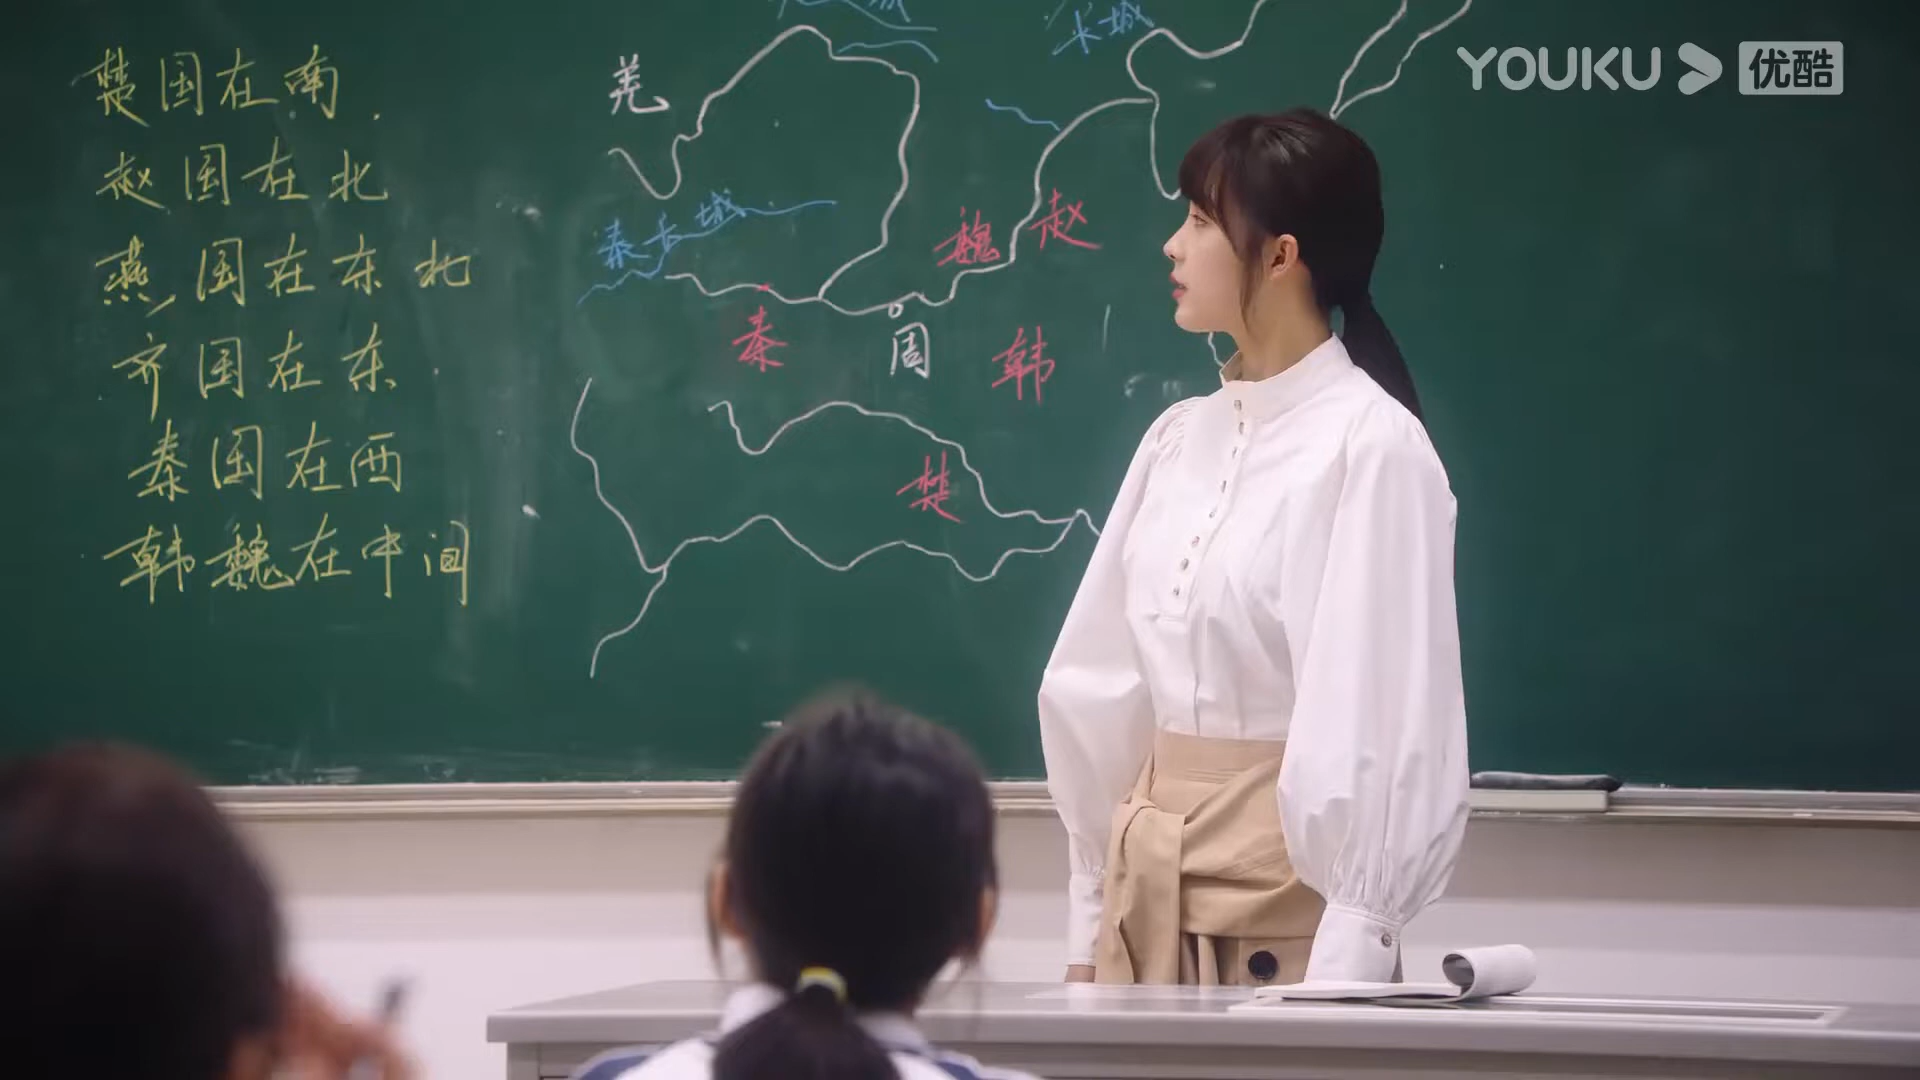 楚国在南
赵国在北
燕国在东北
齐国在东
秦国在西
韩魏在中间
羌
长城
秦长城
魏
赵
秦
周
韩
楚
YOUKU 优酷